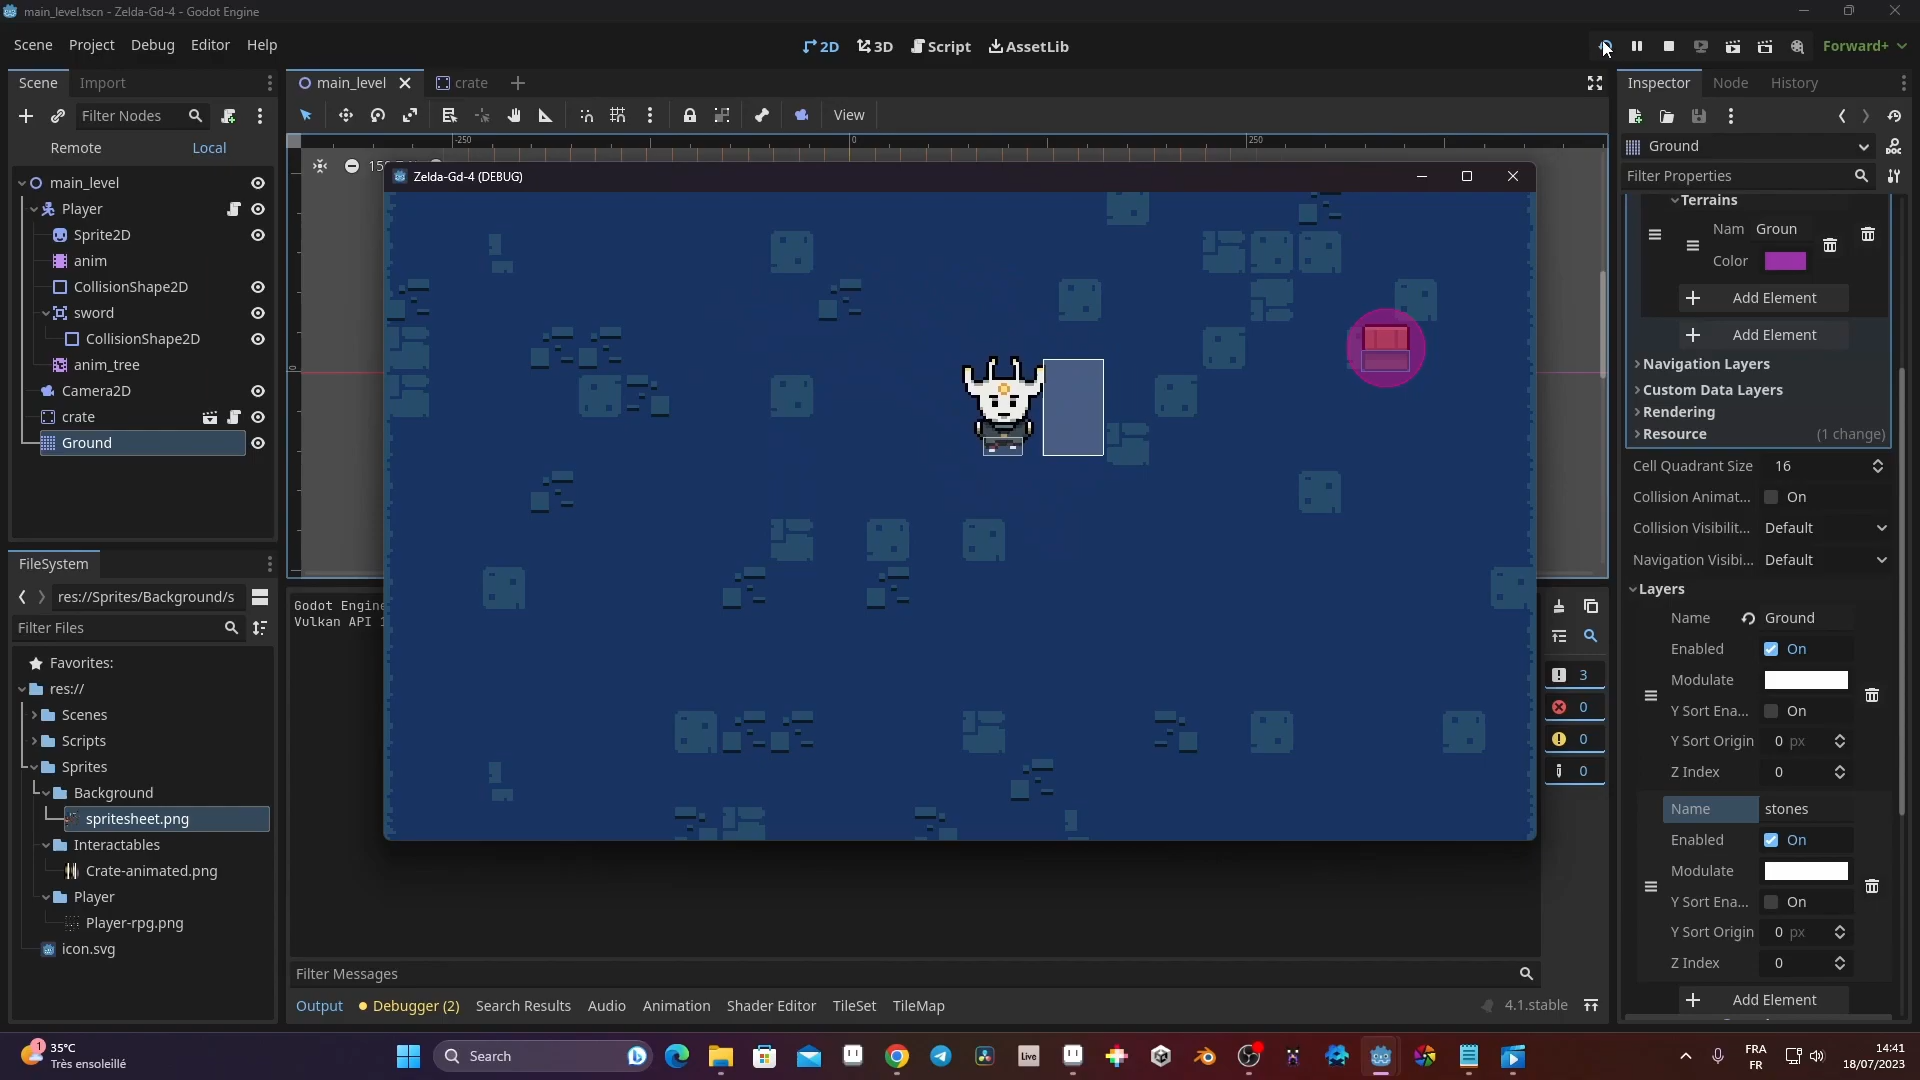 main_level.tscn - Zelda-Gd-4 - Godot Engine
Scene Project Debug Editor Help
2D 3D Script AssetLib
Forward+
Scene Import
main_level crate
Inspector Node History
Filter Nodes
View
Remote Local
Ground
Filter Properties
-250 0 250
main_level
Player
Sprite2D
anim
CollisionShape2D
sword
CollisionShape2D
anim_tree
Camera2D
crate
Ground
Zelda-Gd-4 (DEBUG)
Terrains
Nam Groun
Color
Add Element
Add Element
Navigation Layers
Custom Data Layers
Rendering
Resource (1 change)
Cell Quadrant Size 16
Collision Animat... On
Collision Visibilit... Default
Navigation Visibi... Default
Layers
Name Ground
Enabled On
Modulate
Y Sort Ena... On
Y Sort Origin 0 px
Z Index 0
Name stones
Enabled On
Modulate
Y Sort Ena... On
Y Sort Origin 0 px
Z Index 0
Add Element
FileSystem
res://Sprites/Background/s
Filter Files
Favorites:
res://
Scenes
Scripts
Sprites
Background
spritesheet.png
Interactables
Crate-animated.png
Player
Player-rpg.png
icon.svg
Godot Engine
Vulkan API
3
0
0
0
Filter Messages
Output Debugger (2) Search Results Audio Animation Shader Editor TileSet TileMap
4.1.stable
1
35°C
Très ensoleillé
Search
Live
FRA
FR
14:41
18/07/2023